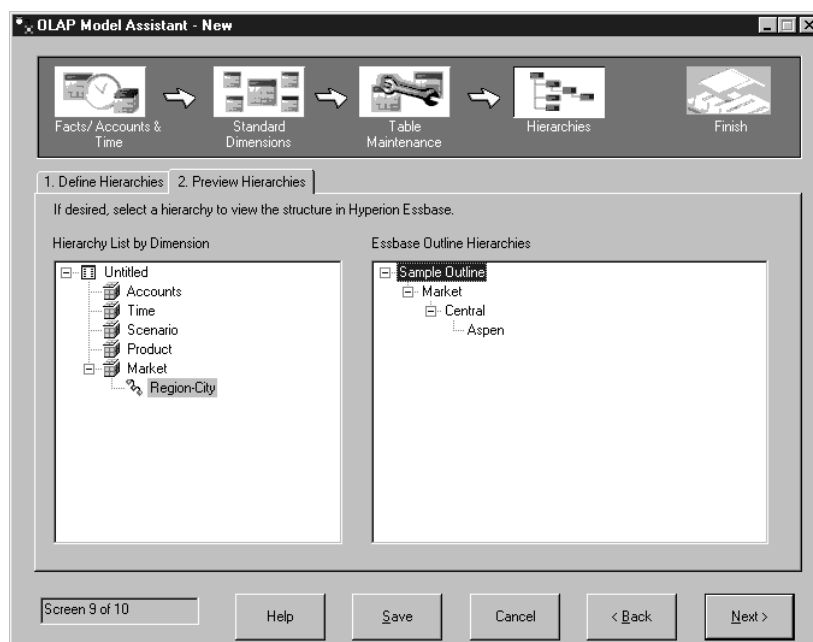 OLAP Model Assistant - New
Facts/ Accounts &
Time
Standard
Dimensions
Table
Maintenance
Hierarchies
Finish
1. Define Hierarchies
2. Preview Hierarchies
If desired, select a hierarchy to view the structure in Hyperion Essbase.
Hierarchy List by Dimension
Untitled
Accounts
Time
Scenario
Product
Market
Region-City
Essbase Outline Hierarchies
Sample Outline
Market
Central
Aspen
Screen 9 of 10
Help
Save
Cancel
< Back
Next >